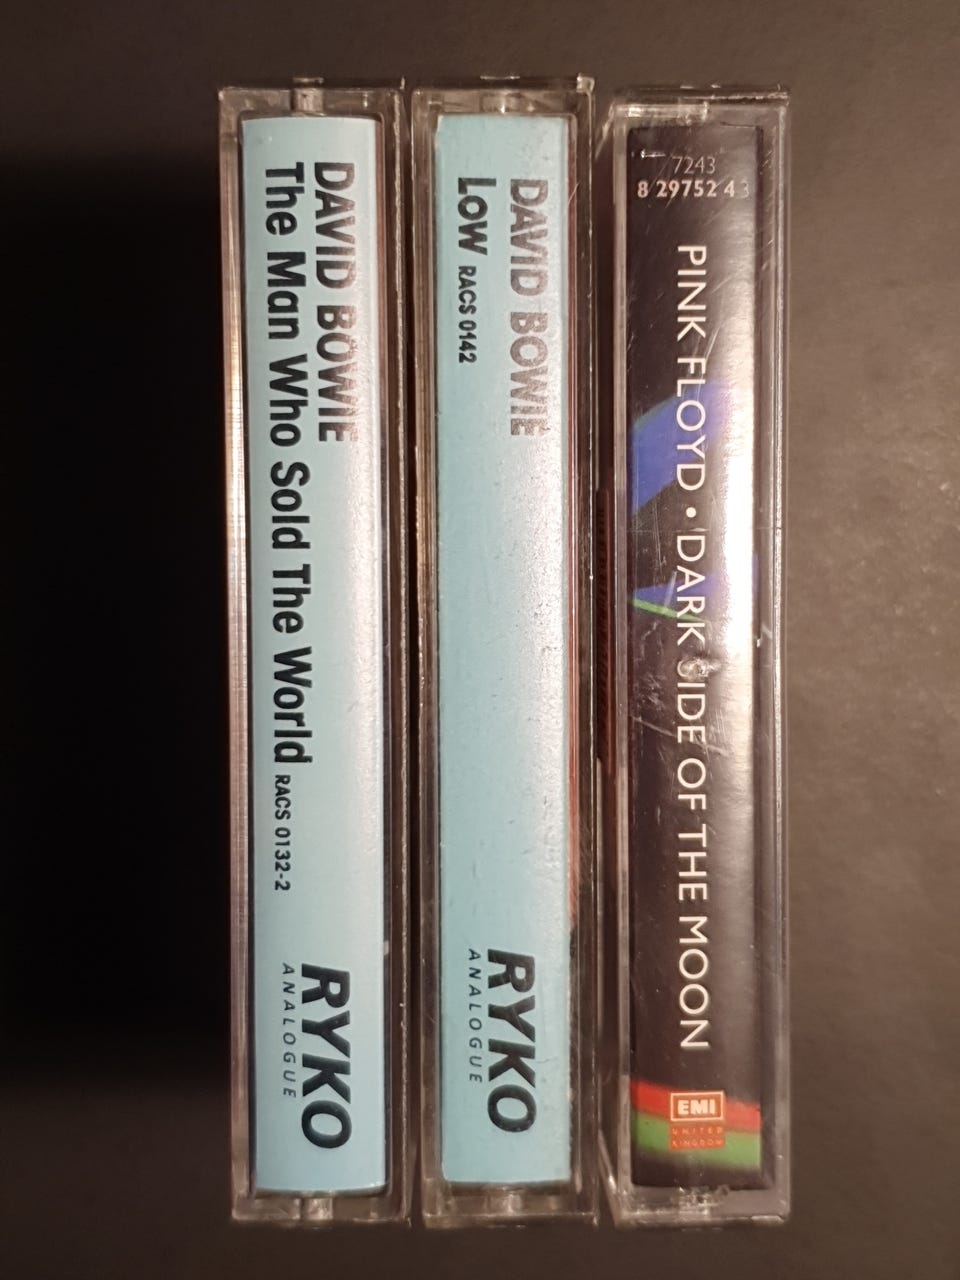 DAVID BOWIE
The Man Who Sold The World RACS 0132-2
RYKO
ANALOGUE
DAVID BOWIE
LOW RACS 0142
RYKO
ANALOGUE
7243
8 29752 4 3
PINK FLOYD • DARK SIDE OF THE MOON
EMI
UNITED
KINGDOM